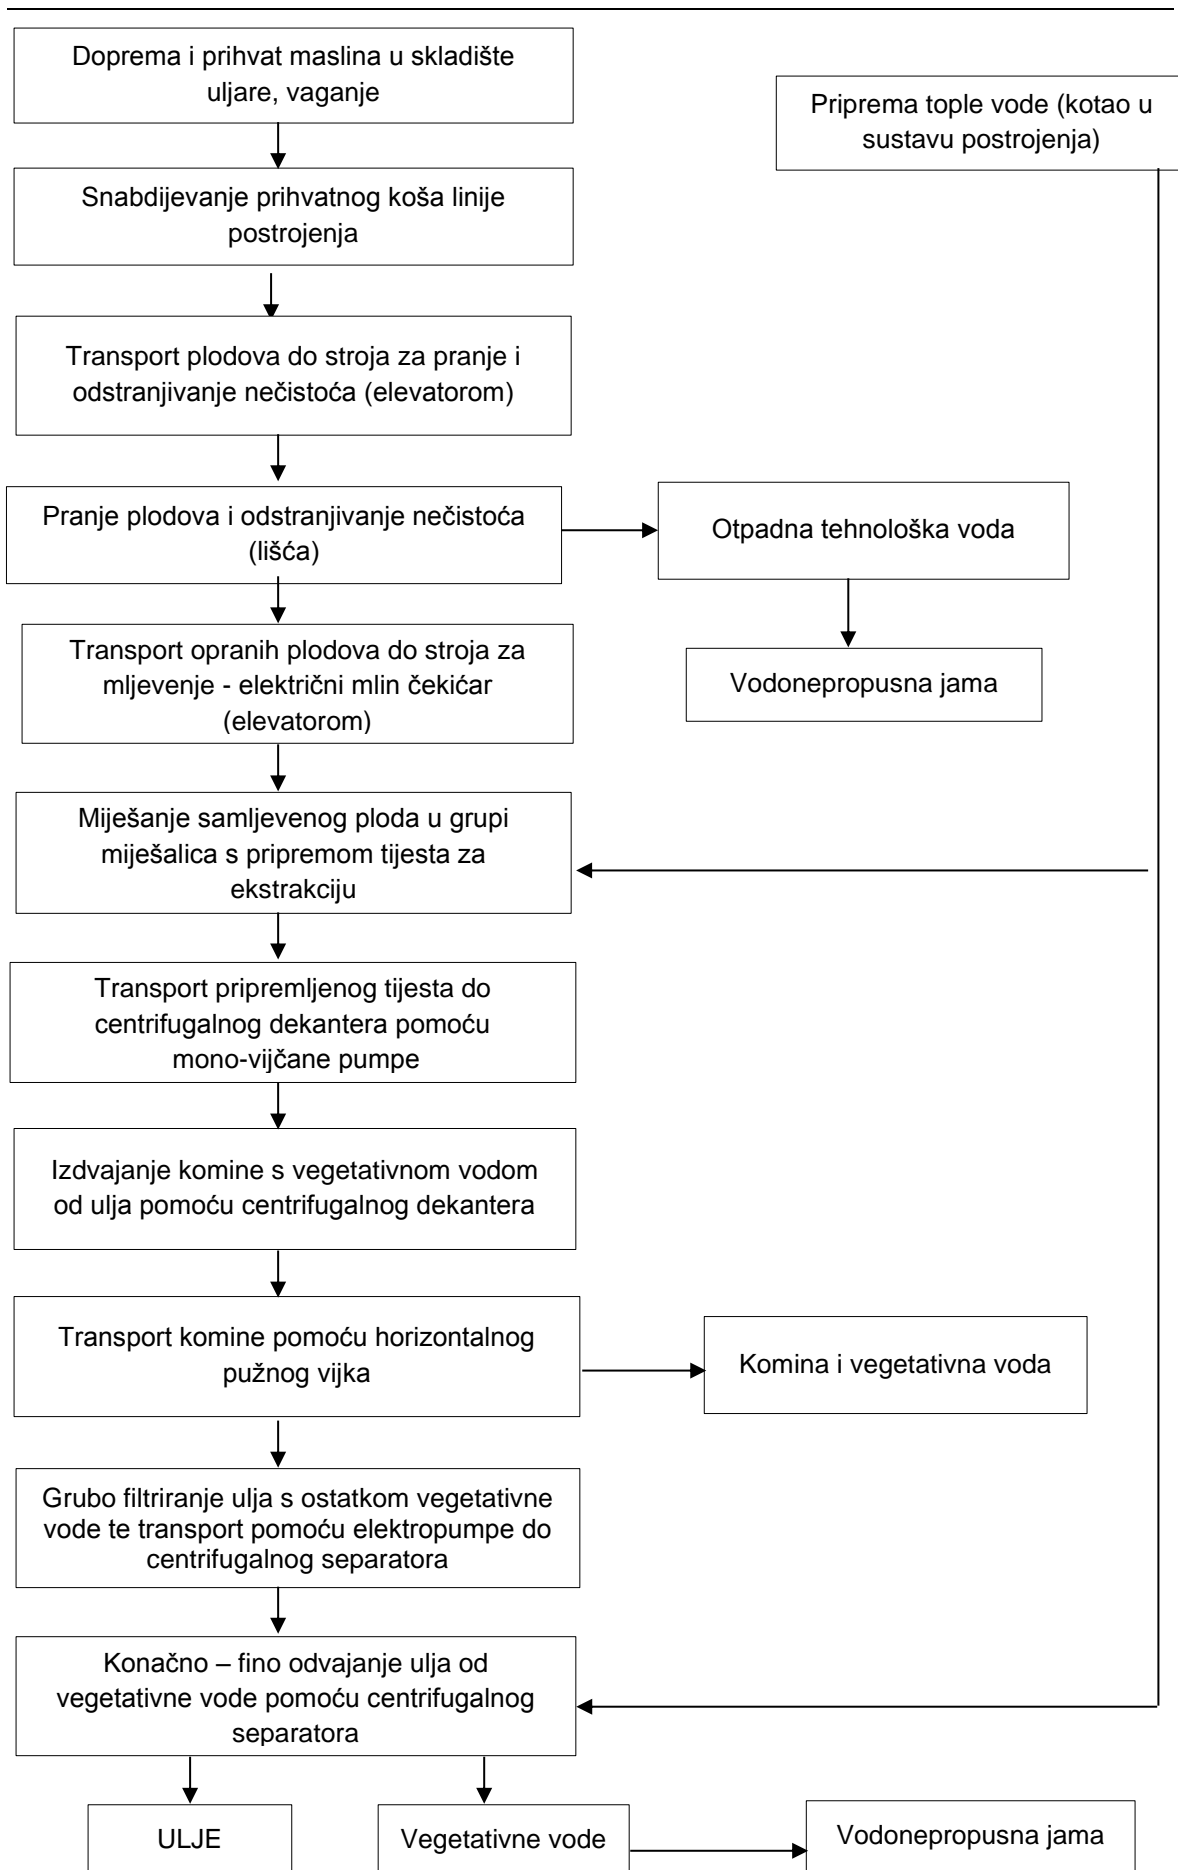 Doprema i prihvat maslina u skladište
uljare, vaganje
Priprema tople vode (kotao u
sustavu postrojenja)
Snabdijevanje prihvatnog koša linije
postrojenja
Transport plodova do stroja za pranje i
odstranjivanje nečistoća (elevatorom)
Pranje plodova i odstranjivanje nečistoća
(lišća)
Otpadna tehnološka voda
Transport opranih plodova do stroja za
mljevenje - električni mlin čekićar
(elevatorom)
Vodonepropusna jama
Miješanje samljevenog ploda u grupi
miješalica s pripremom tijesta za
ekstrakciju
Transport pripremljenog tijesta do
centrifugalnog dekantera pomoću
mono-vijčane pumpe
Izdvajanje komine s vegetativnom vodom
od ulja pomoću centrifugalnog dekantera
Transport komine pomoću horizontalnog
pužnog vijka
Komina i vegetativna voda
Grubo filtriranje ulja s ostatkom vegetativne
vode te transport pomoću elektropumpe do
centrifugalnog separatora
Konačno – fino odvajanje ulja od
vegetativne vode pomoću centrifugalnog
separatora
ULJE
Vegetativne vode
Vodonepropusna jama